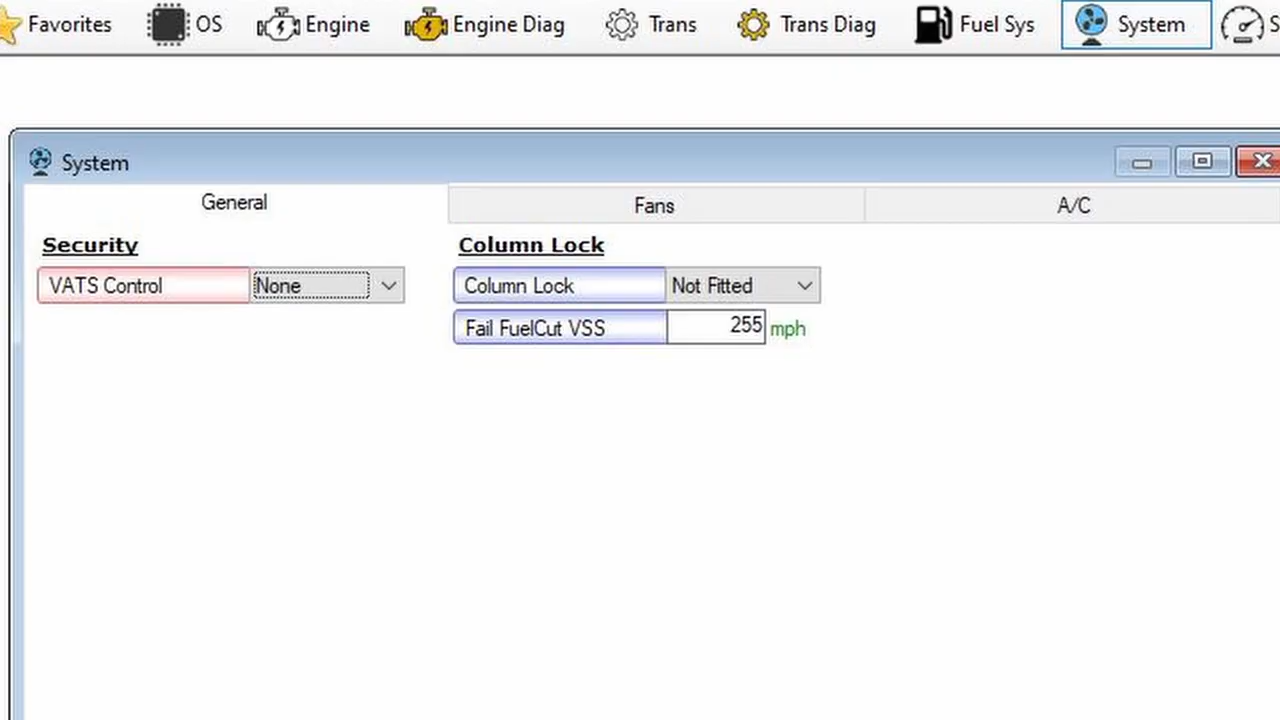 Favorites OS Engine Engine Diag Trans Trans Diag Fuel Sys System S
System
General Fans A/C
Security Column Lock
VATS Control None Column Lock Not Fitted
Fail FuelCut VSS 255 mph